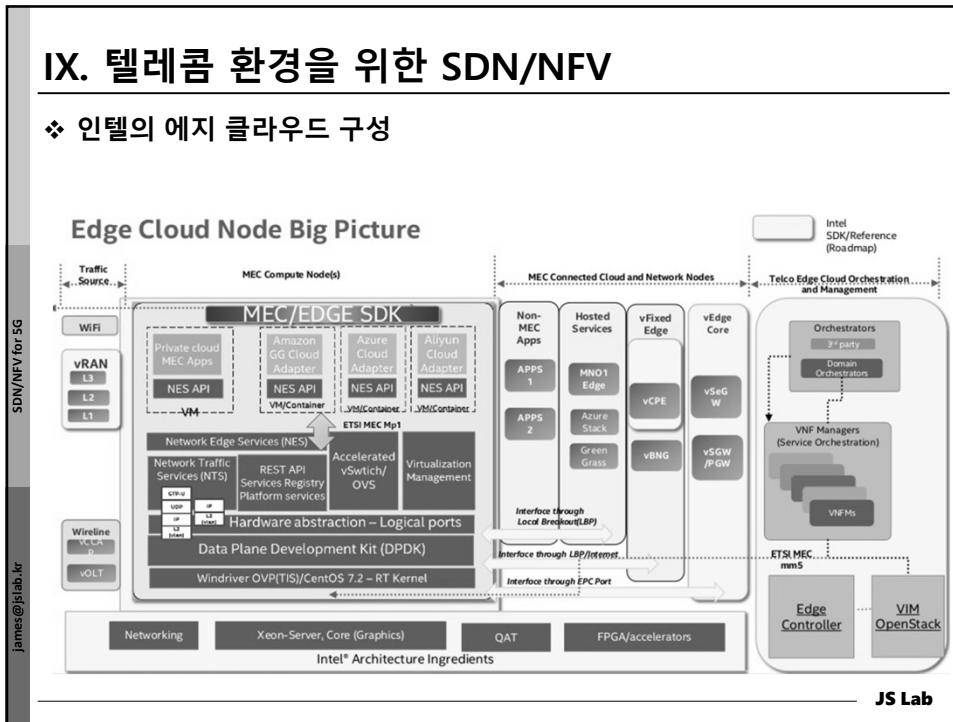 IX. 텔레콤 환경을 위한 SDN/NFV
❖ 인텔의 에지 클라우드 구성
Edge Cloud Node Big Picture
Intel
SDK/Reference
(Roadmap)
Traffic
Source
MEC Compute Node(s)
MEC Connected Cloud and Network Nodes
Telco Edge Cloud Orchestration
and Management
WiFi
vRAN
L3
L2
L1
Wireline
vCCA
P
vOLT
MEC/EDGE SDK
Private cloud
MEC Apps
NES API
VM
Amazon
GG Cloud
Adapter
NES API
VM/Container
Azure
Cloud
Adapter
NES API
VM/Container
Aliyun
Cloud
Adapter
NES API
VM/Container
ETSI MEC Mp1
Network Edge Services (NES)
Network Traffic
Services (NTS)
REST API
Services Registry
Platform services
Accelerated
vSwtich/
OVS
Virtualization
Management
GTP-U
UDP
IP
L2
(vlan)
IP
L2
(vlan)
Hardware abstraction – Logical ports
Data Plane Development Kit (DPDK)
Windriver OVP(TIS)/CentOS 7.2 – RT Kernel
Non-
MEC
Apps
APPS
1
APPS
2
Hosted
Services
MNO1
Edge
Azure
Stack
Green
Grass
vFixed
Edge
vCPE
vBNG
vEdge
Core
vSeG
W
vSGW
/PGW
Interface through
Local Breakout(LBP)
Interface through LBP/Internet
Interface through EPC Port
Orchestrators
3rd party
Domain
Orchestrators
VNF Managers
(Service Orchestration)
VNFMs
ETSI MEC
mm5
Edge
Controller
VIM
OpenStack
Networking
Xeon-Server, Core (Graphics)
QAT
FPGA/accelerators
Intel® Architecture Ingredients
SDN/NFV for 5G
james@jslab.kr
JS Lab